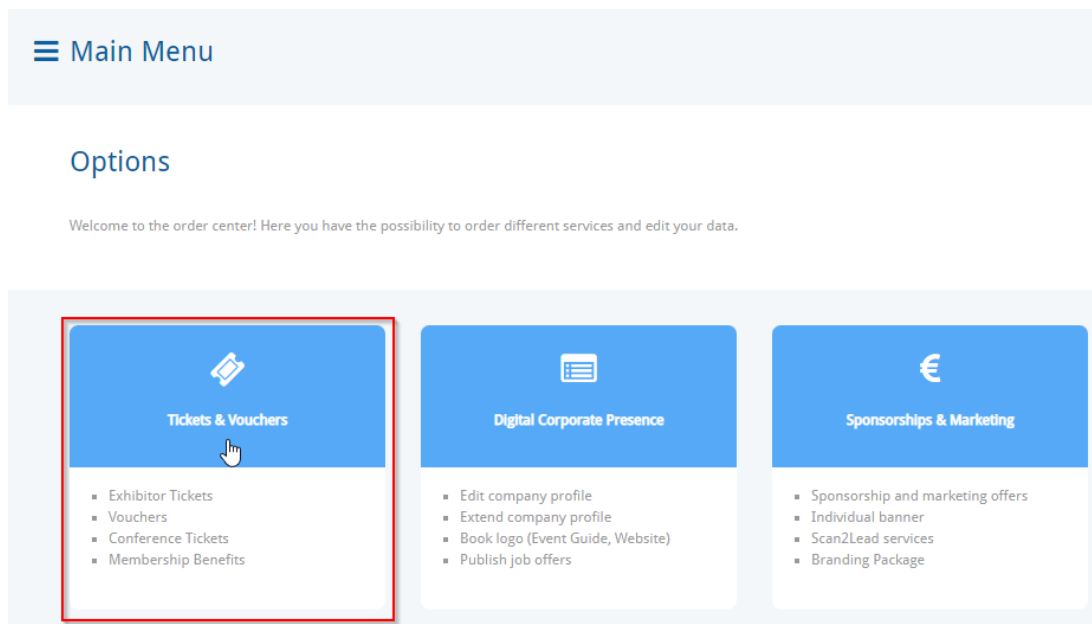 Main Menu
Options
Welcome to the order center! Here you have the possibility to order different services and edit your data.
Tickets & Vouchers
Exhibitor Tickets
Vouchers
Conference Tickets
Membership Benefits
Digital Corporate Presence
Edit company profile
Extend company profile
Book logo (Event Guide, Website)
Publish job offers
€
Sponsorships & Marketing
Sponsorship and marketing offers
Individual banner
Scan2Lead services
Branding Package